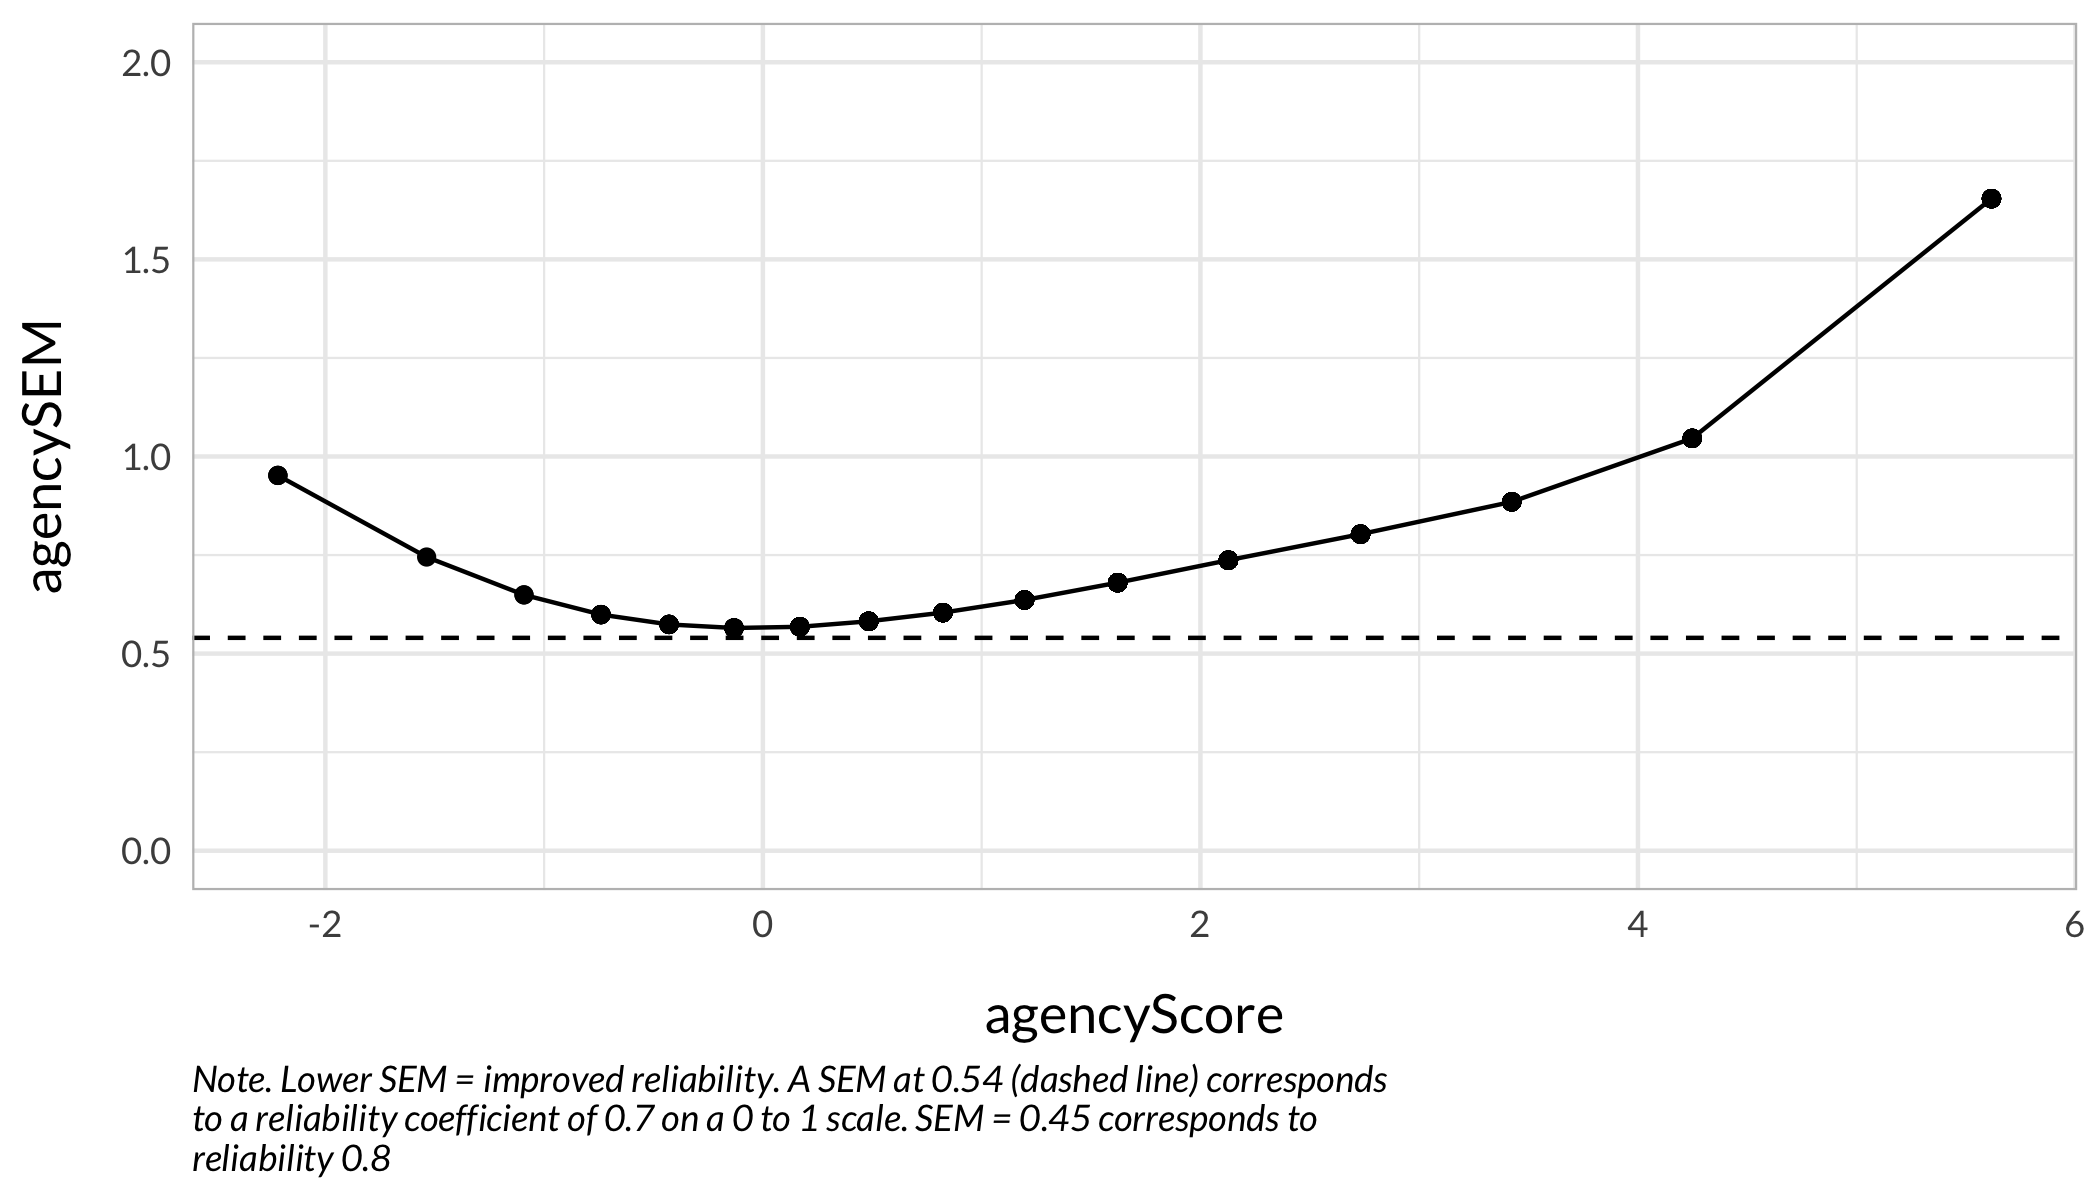 2.0
1.5
1.0
0.5
0.0
agencySEM
-2 0 2 4 6
agencyScore
Note. Lower SEM = improved reliability. A SEM at 0.54 (dashed line) corresponds
to a reliability coefficient of 0.7 on a 0 to 1 scale. SEM = 0.45 corresponds to
reliability 0.8